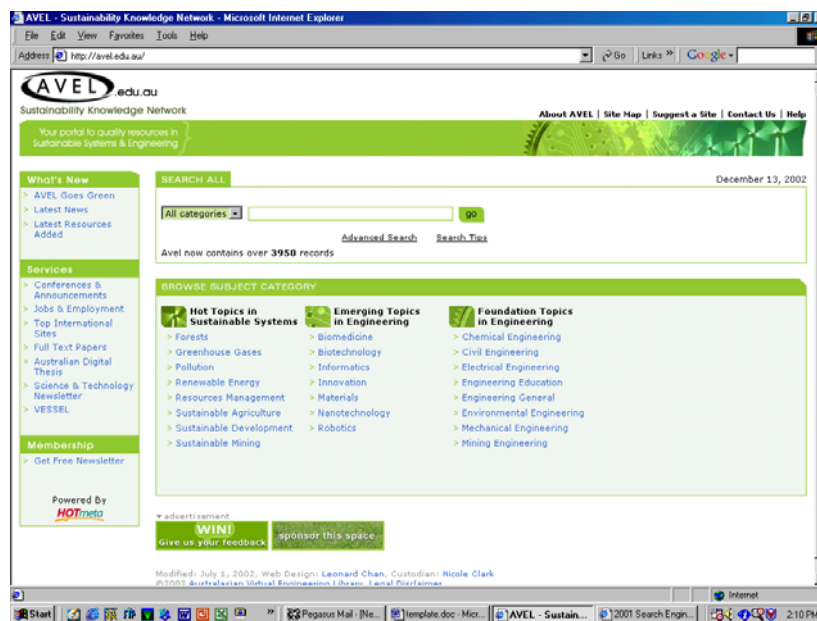 AVEL - Sustainability Knowledge Network - Microsoft Internet Explorer
File Edit View Favorites Tools Help
Address http://avel.edu.au/ Go Links » Google
AVEL.edu.au
Sustainability Knowledge Network
About AVEL | Site Map | Suggest a Site | Contact Us | Help
Your portal to quality resources in
Sustainable Systems & Engineering
What's New
> AVEL Goes Green
> Latest News
> Latest Resources
Added
Services
> Conferences &
Announcements
> Jobs & Employment
> Top International
Sites
> Full Text Papers
> Australian Digital
Thesis
> Science & Technology
Newsletter
> VESSEL
Membership
> Get Free Newsletter
Powered By
HOTmeta
SEARCH ALL
December 13, 2002
All categories
go
Advanced Search Search Tips
Avel now contains over 3950 records
BROWSE SUBJECT CATEGORY
Hot Topics in
Sustainable Systems
> Forests
> Greenhouse Gases
> Pollution
> Renewable Energy
> Resources Management
> Sustainable Agriculture
> Sustainable Development
> Sustainable Mining
Emerging Topics
in Engineering
> Biomedicine
> Biotechnology
> Informatics
> Innovation
> Materials
> Nanotechnology
> Robotics
Foundation Topics
in Engineering
> Chemical Engineering
> Civil Engineering
> Electrical Engineering
> Engineering Education
> Engineering General
> Environmental Engineering
> Mechanical Engineering
> Mining Engineering
advertisement
WIN!
Give us your feedback
sponsor this space
Modified: July 1, 2002, Web Design: Leonard Chan, Custodian: Nicole Clark
©2002 Australasian Virtual Engineering Library, Legal Disclaimer
Internet
Start » Pegasus Mail - [Ne... template.doc - Micr... AVEL - Sustain... 2001 Search Engin... 2:10 PM